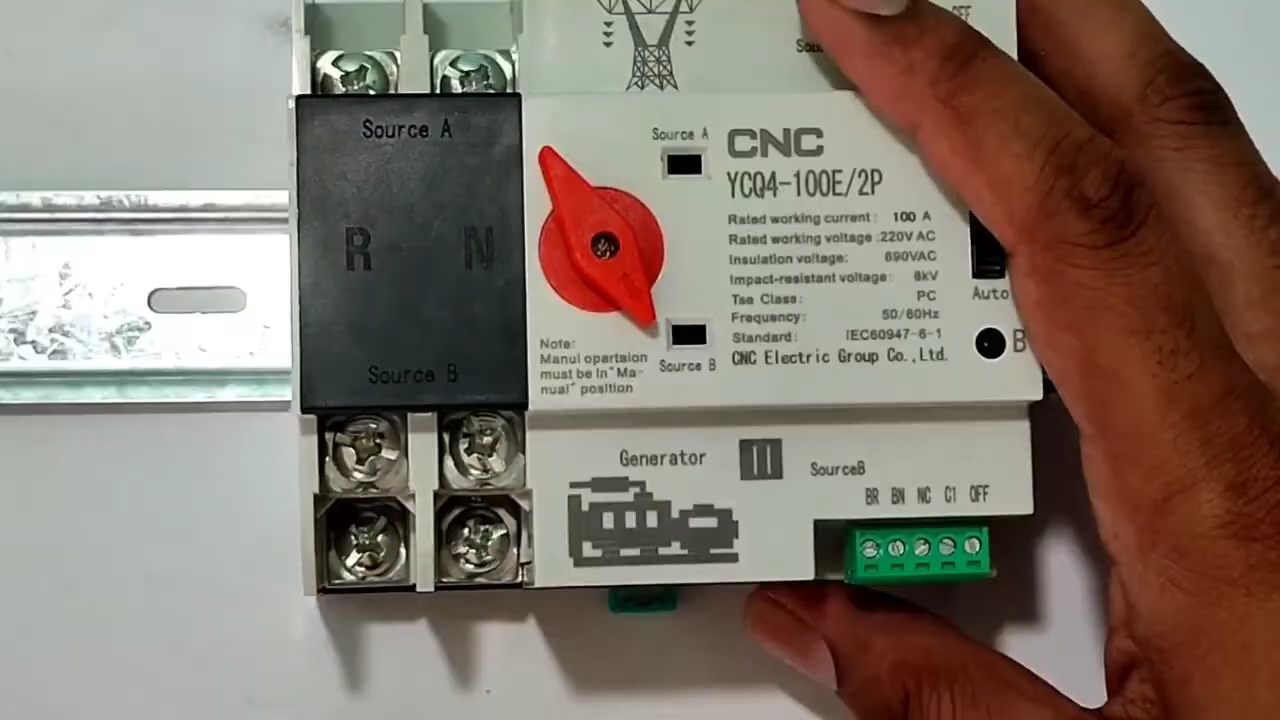 OFF
Source A
Source A
CNC
YCQ4-100E/2P
R N
Rated working current: 100 A
Rated working voltage:220V AC
Insulation voltage: 690VAC
Impact-resistant voltage: 8kV
Tse Class: PC
Frequency: 50/60Hz
Standard: IEC60947-6-1
CNC Electric Group Co.,Ltd.
Auto
B
Note:
Manul opertsion
must be in"Ma-
nual" position
Source B
Source B
Generator
II
SourceB
BR BN NC C1 OFF